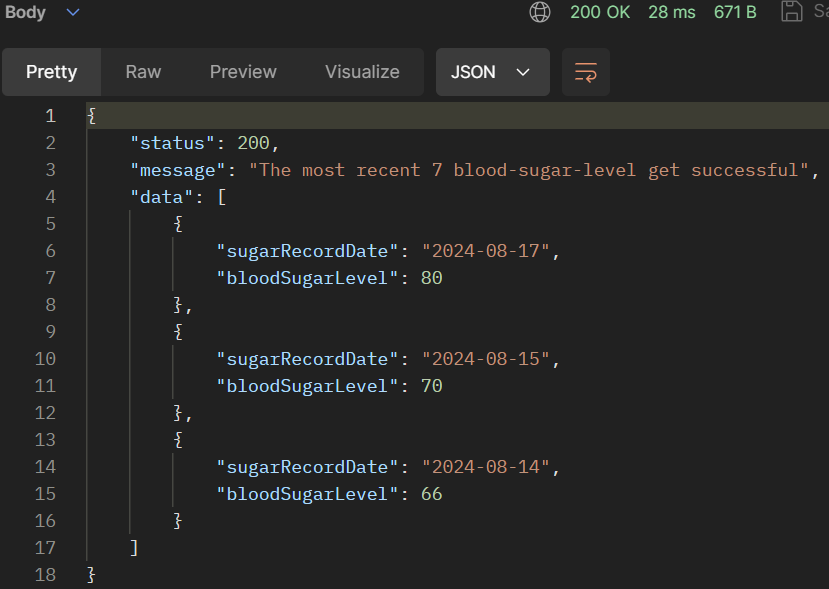 Body 200 OK 28 ms 671 B Sa
Pretty Raw Preview Visualize JSON
1 {
2 "status": 200,
3 "message": "The most recent 7 blood-sugar-level get successful",
4 "data": [
5 {
6 "sugarRecordDate": "2024-08-17",
7 "bloodSugarLevel": 80
8 },
9 {
10 "sugarRecordDate": "2024-08-15",
11 "bloodSugarLevel": 70
12 },
13 {
14 "sugarRecordDate": "2024-08-14",
15 "bloodSugarLevel": 66
16 }
17 ]
18 }